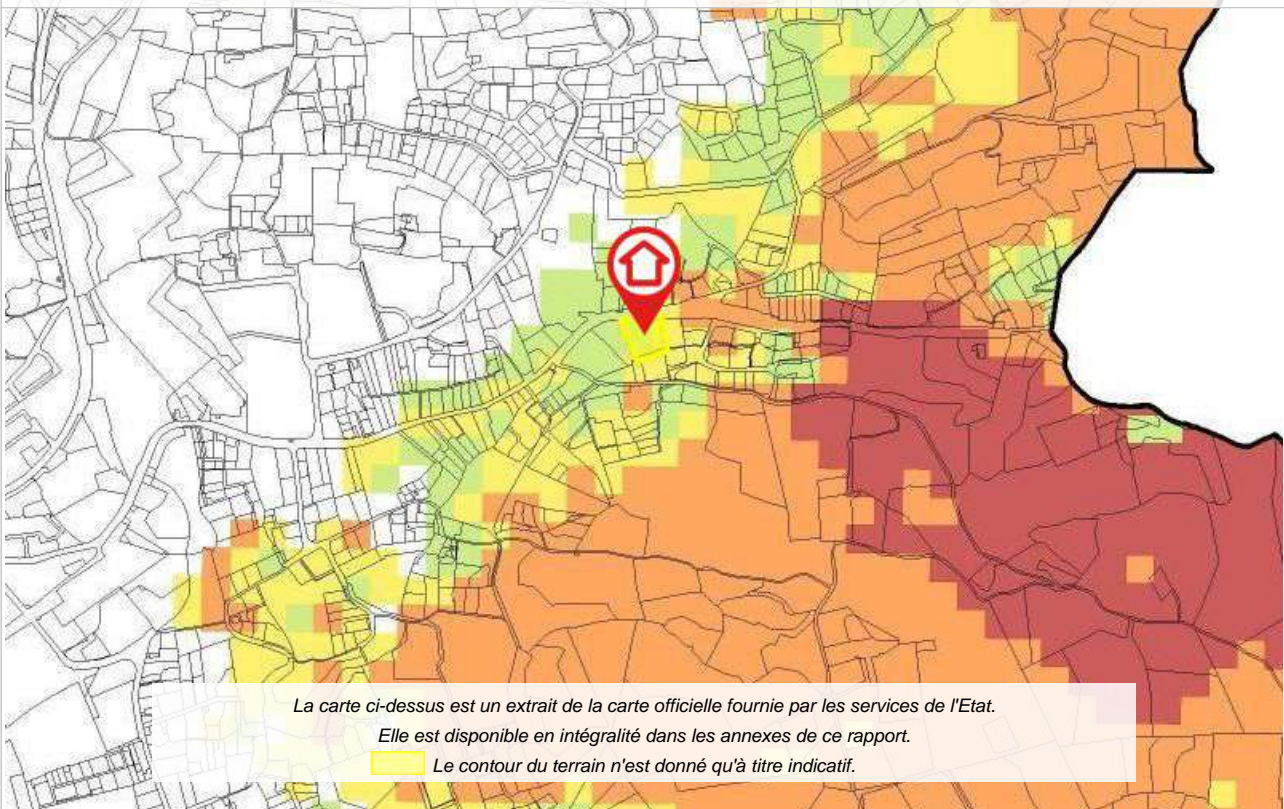 La carte ci-dessus est un extrait de la carte officielle fournie par les services de l'Etat.
Elle est disponible en intégralité dans les annexes de ce rapport.
Le contour du terrain n'est donné qu'à titre indicatif.